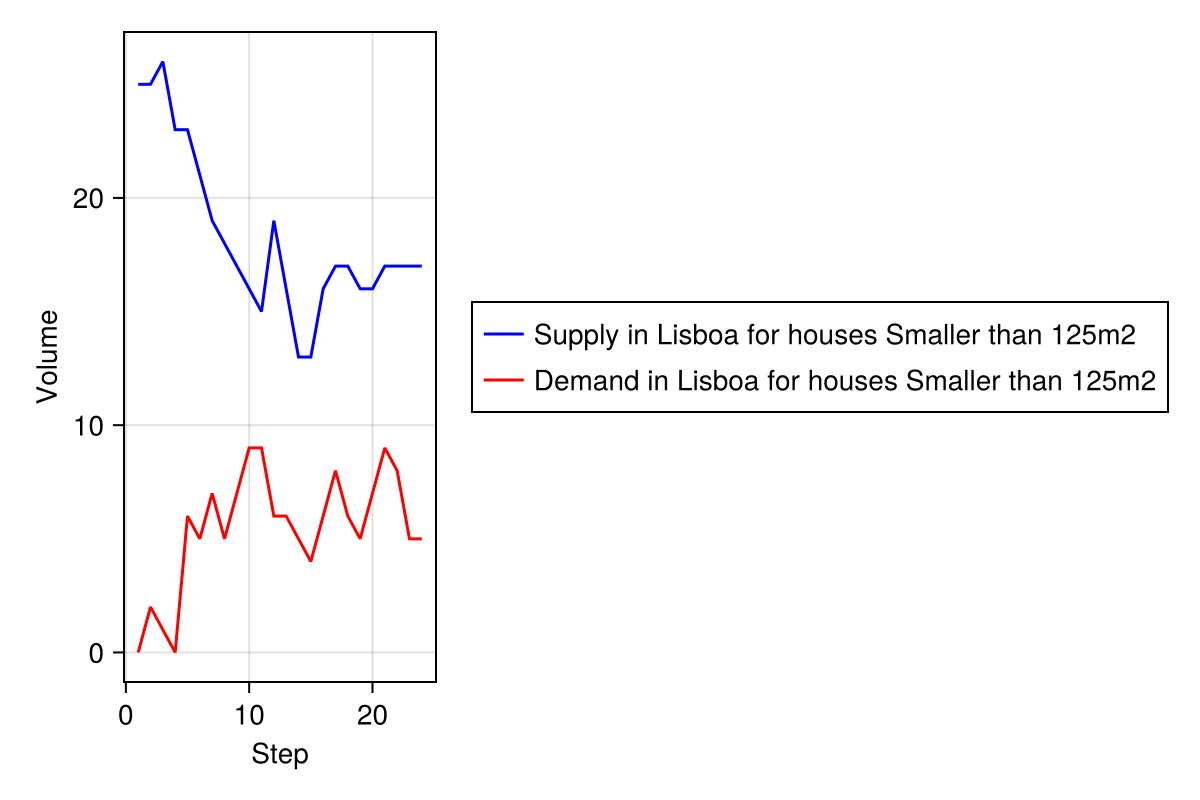 20
10
0
Volume
0 10 20
Step
Supply in Lisboa for houses Smaller than 125m2
Demand in Lisboa for houses Smaller than 125m2